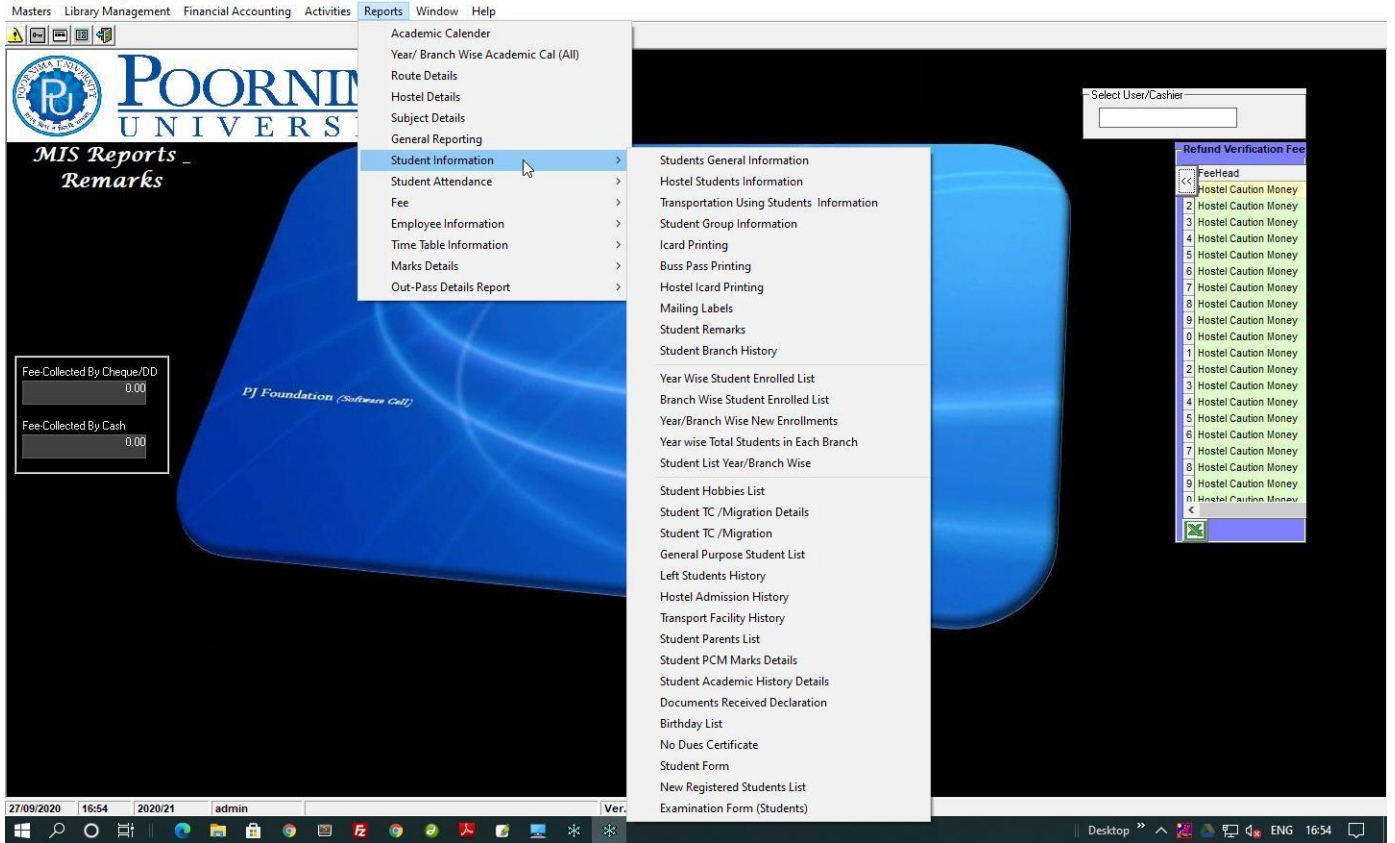 Masters Library Management Financial Accounting Activities Reports Window Help
POORNI
UNIVERS
MIS Reports _
Remarks
Academic Calender
Year/ Branch Wise Academic Cal (All)
Route Details
Hostel Details
Subject Details
General Reporting
Student Information >
Student Attendance >
Fee >
Employee Information >
Time Table Information >
Marks Details >
Out-Pass Details Report >
Students General Information
Hostel Students Information
Transportation Using Students Information
Student Group Information
Icard Printing
Buss Pass Printing
Hostel Icard Printing
Mailing Labels
Student Remarks
Student Branch History
Year Wise Student Enrolled List
Branch Wise Student Enrolled List
Year/Branch Wise New Enrollments
Year wise Total Students in Each Branch
Student List Year/Branch Wise
Student Hobbies List
Student TC /Migration Details
Student TC /Migration
General Purpose Student List
Left Students History
Hostel Admission History
Transport Facility History
Student Parents List
Student PCM Marks Details
Student Academic History Details
Documents Received Declaration
Birthday List
No Dues Certificate
Student Form
New Registered Students List
Examination Form (Students)
Select User/Cashier
Refund Verification Fee
<< FeeHead
Hostel Caution Money
2 Hostel Caution Money
3 Hostel Caution Money
4 Hostel Caution Money
5 Hostel Caution Money
6 Hostel Caution Money
7 Hostel Caution Money
8 Hostel Caution Money
9 Hostel Caution Money
0 Hostel Caution Money
1 Hostel Caution Money
2 Hostel Caution Money
3 Hostel Caution Money
4 Hostel Caution Money
5 Hostel Caution Money
6 Hostel Caution Money
7 Hostel Caution Money
8 Hostel Caution Money
9 Hostel Caution Money
0 Hostel Caution Money
Fee-Collected By Cheque/DD
0.00
Fee-Collected By Cash
0.00
PJ Foundation (Software Cell)
27/09/2020 16:54 2020/21 admin Ver.
Desktop » ENG 16:54